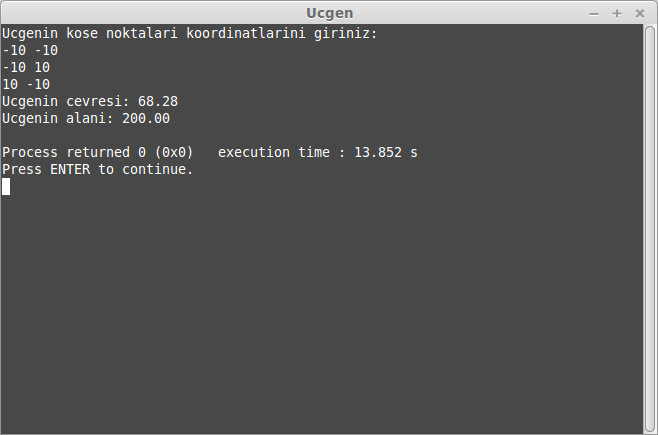 Ucgen
Ucgenin kose noktalari koordinatlarini giriniz:
-10 -10
-10 10
10 -10
Ucgenin cevresi: 68.28
Ucgenin alani: 200.00
Process returned 0 (0x0)   execution time : 13.852 s
Press ENTER to continue.